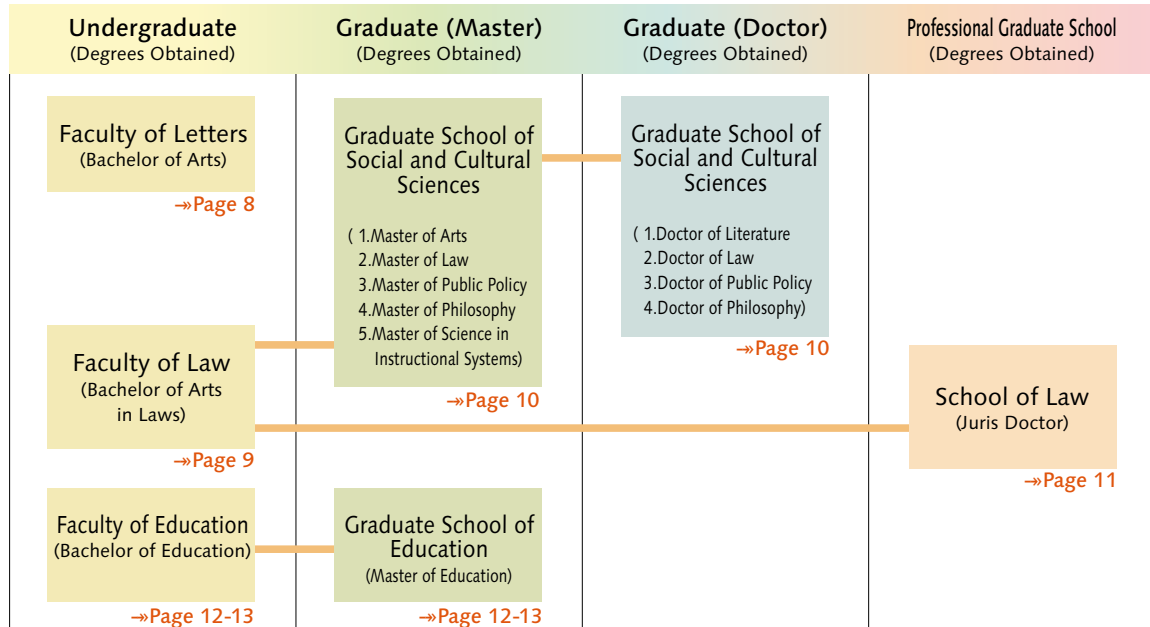 Undergraduate
(Degrees Obtained)
Graduate (Master)
(Degrees Obtained)
Graduate (Doctor)
(Degrees Obtained)
Professional Graduate School
(Degrees Obtained)
Faculty of Letters
(Bachelor of Arts)
→»Page 8
Graduate School of
Social and Cultural
Sciences
( 1.Master of Arts
2.Master of Law
3.Master of Public Policy
4.Master of Philosophy
5.Master of Science in
Instructional Systems)
→»Page 10
Graduate School of
Social and Cultural
Sciences
( 1.Doctor of Literature
2.Doctor of Law
3.Doctor of Public Policy
4.Doctor of Philosophy)
→»Page 10
Faculty of Law
(Bachelor of Arts
in Laws)
→»Page 9
School of Law
(Juris Doctor)
→»Page 11
Faculty of Education
(Bachelor of Education)
→»Page 12-13
Graduate School of
Education
(Master of Education)
→»Page 12-13